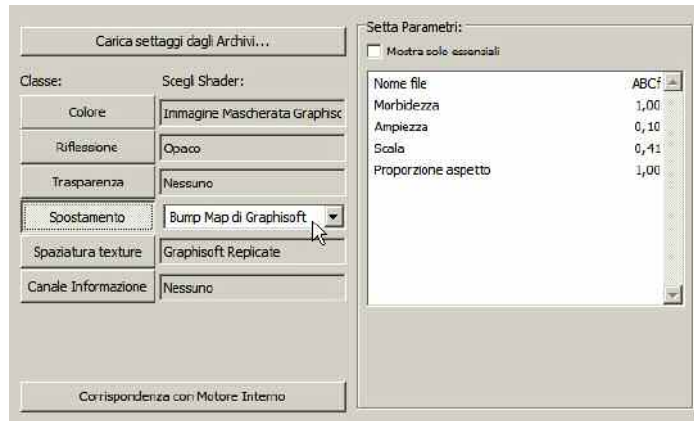 Carica settaggi dagli Archivi...
Classe:
Scegli Shader:
Colore
Immagine Mascherata Graphisc
Riflessione
Opaco
Trasparenza
Nessuno
Spostamento
Bump Map di Graphisoft
Spaziatura texture
Graphisoft Replicate
Canale Informazione
Nessuno
Corrispondenza con Motore Interno
Setta Parametri:
Mostra solo essenziali
Nome file ABCf
Morbidezza 1,00
Ampiezza 0,10
Scala 0,41
Proporzione aspetto 1,00